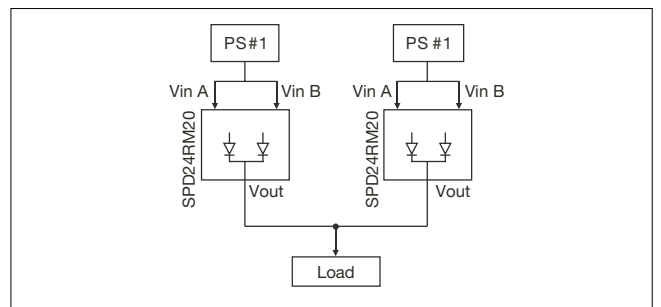 PS#1
PS #1
Vin A
Vin B
Vin A
Vin B
SPD24RM20
SPD24RM20
Vout
Vout
Load